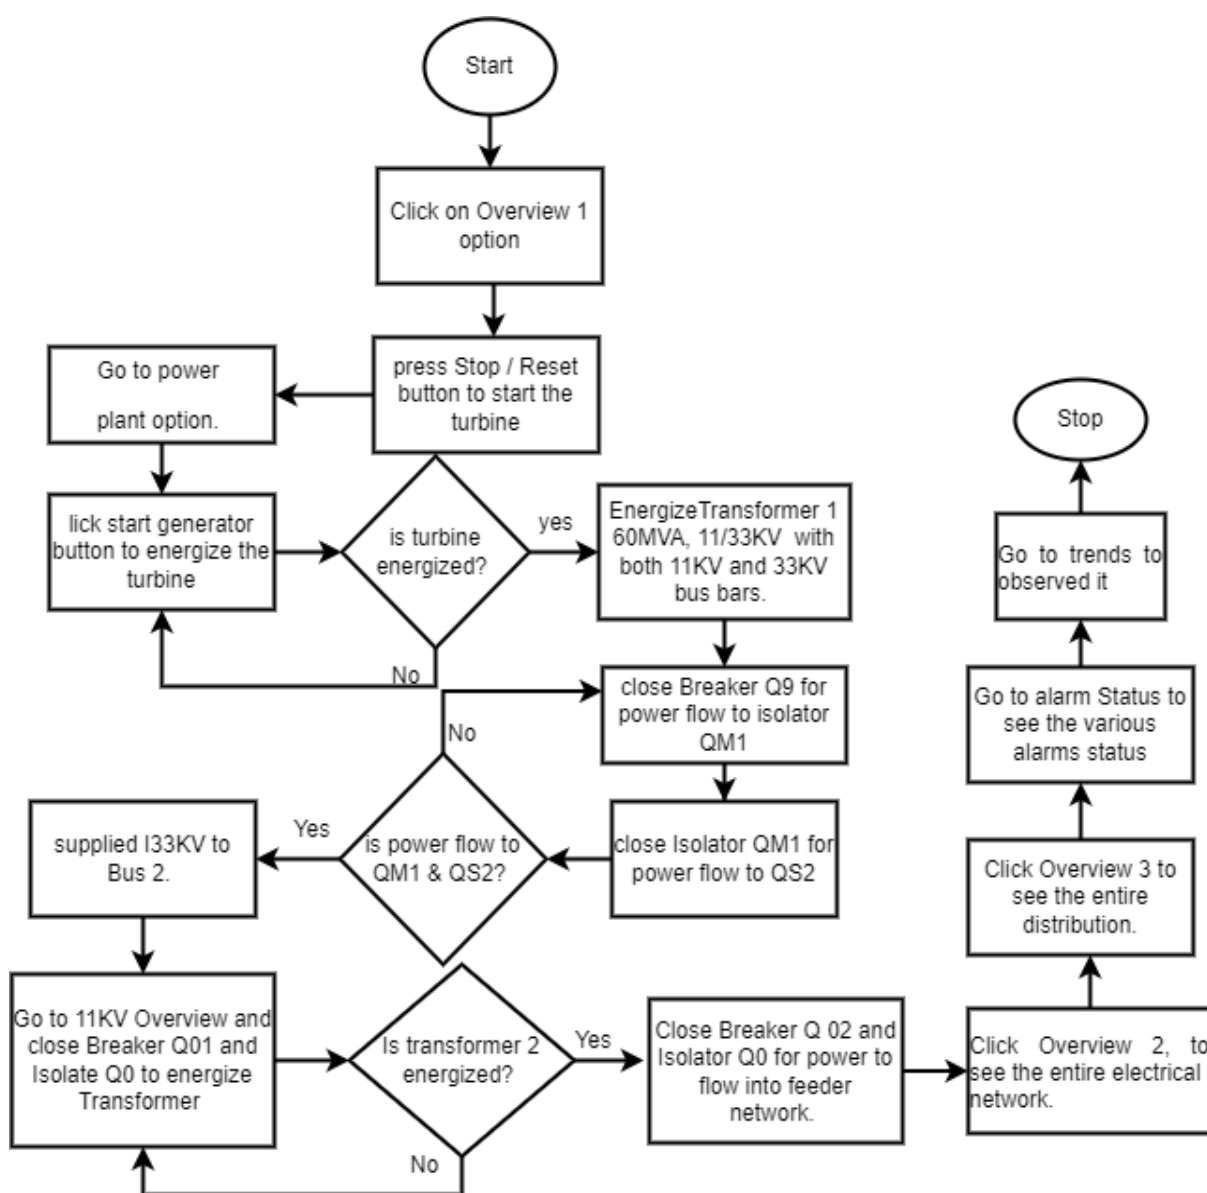 Start
Click on Overview 1
option
press Stop / Reset
button to start the
turbine
Go to power
plant option.
lick start generator
button to energize the
turbine
is turbine
energized?
yes
No
EnergizeTransformer 1
60MVA, 11/33KV with
both 11KV and 33KV
bus bars.
close Breaker Q9 for
power flow to isolator
QM1
close Isolator QM1 for
power flow to QS2
is power flow to
QM1 & QS2?
No
Yes
supplied I33KV to
Bus 2.
Go to 11KV Overview and
close Breaker Q01 and
Isolate Q0 to energize
Transformer
Is transformer 2
energized?
No
Yes
Close Breaker Q 02 and
Isolator Q0 for power to
flow into feeder
network.
Click Overview 2, to
see the entire electrical
network.
Click Overview 3 to
see the entire
distribution.
Go to alarm Status to
see the various
alarms status
Go to trends to
observed it
Stop